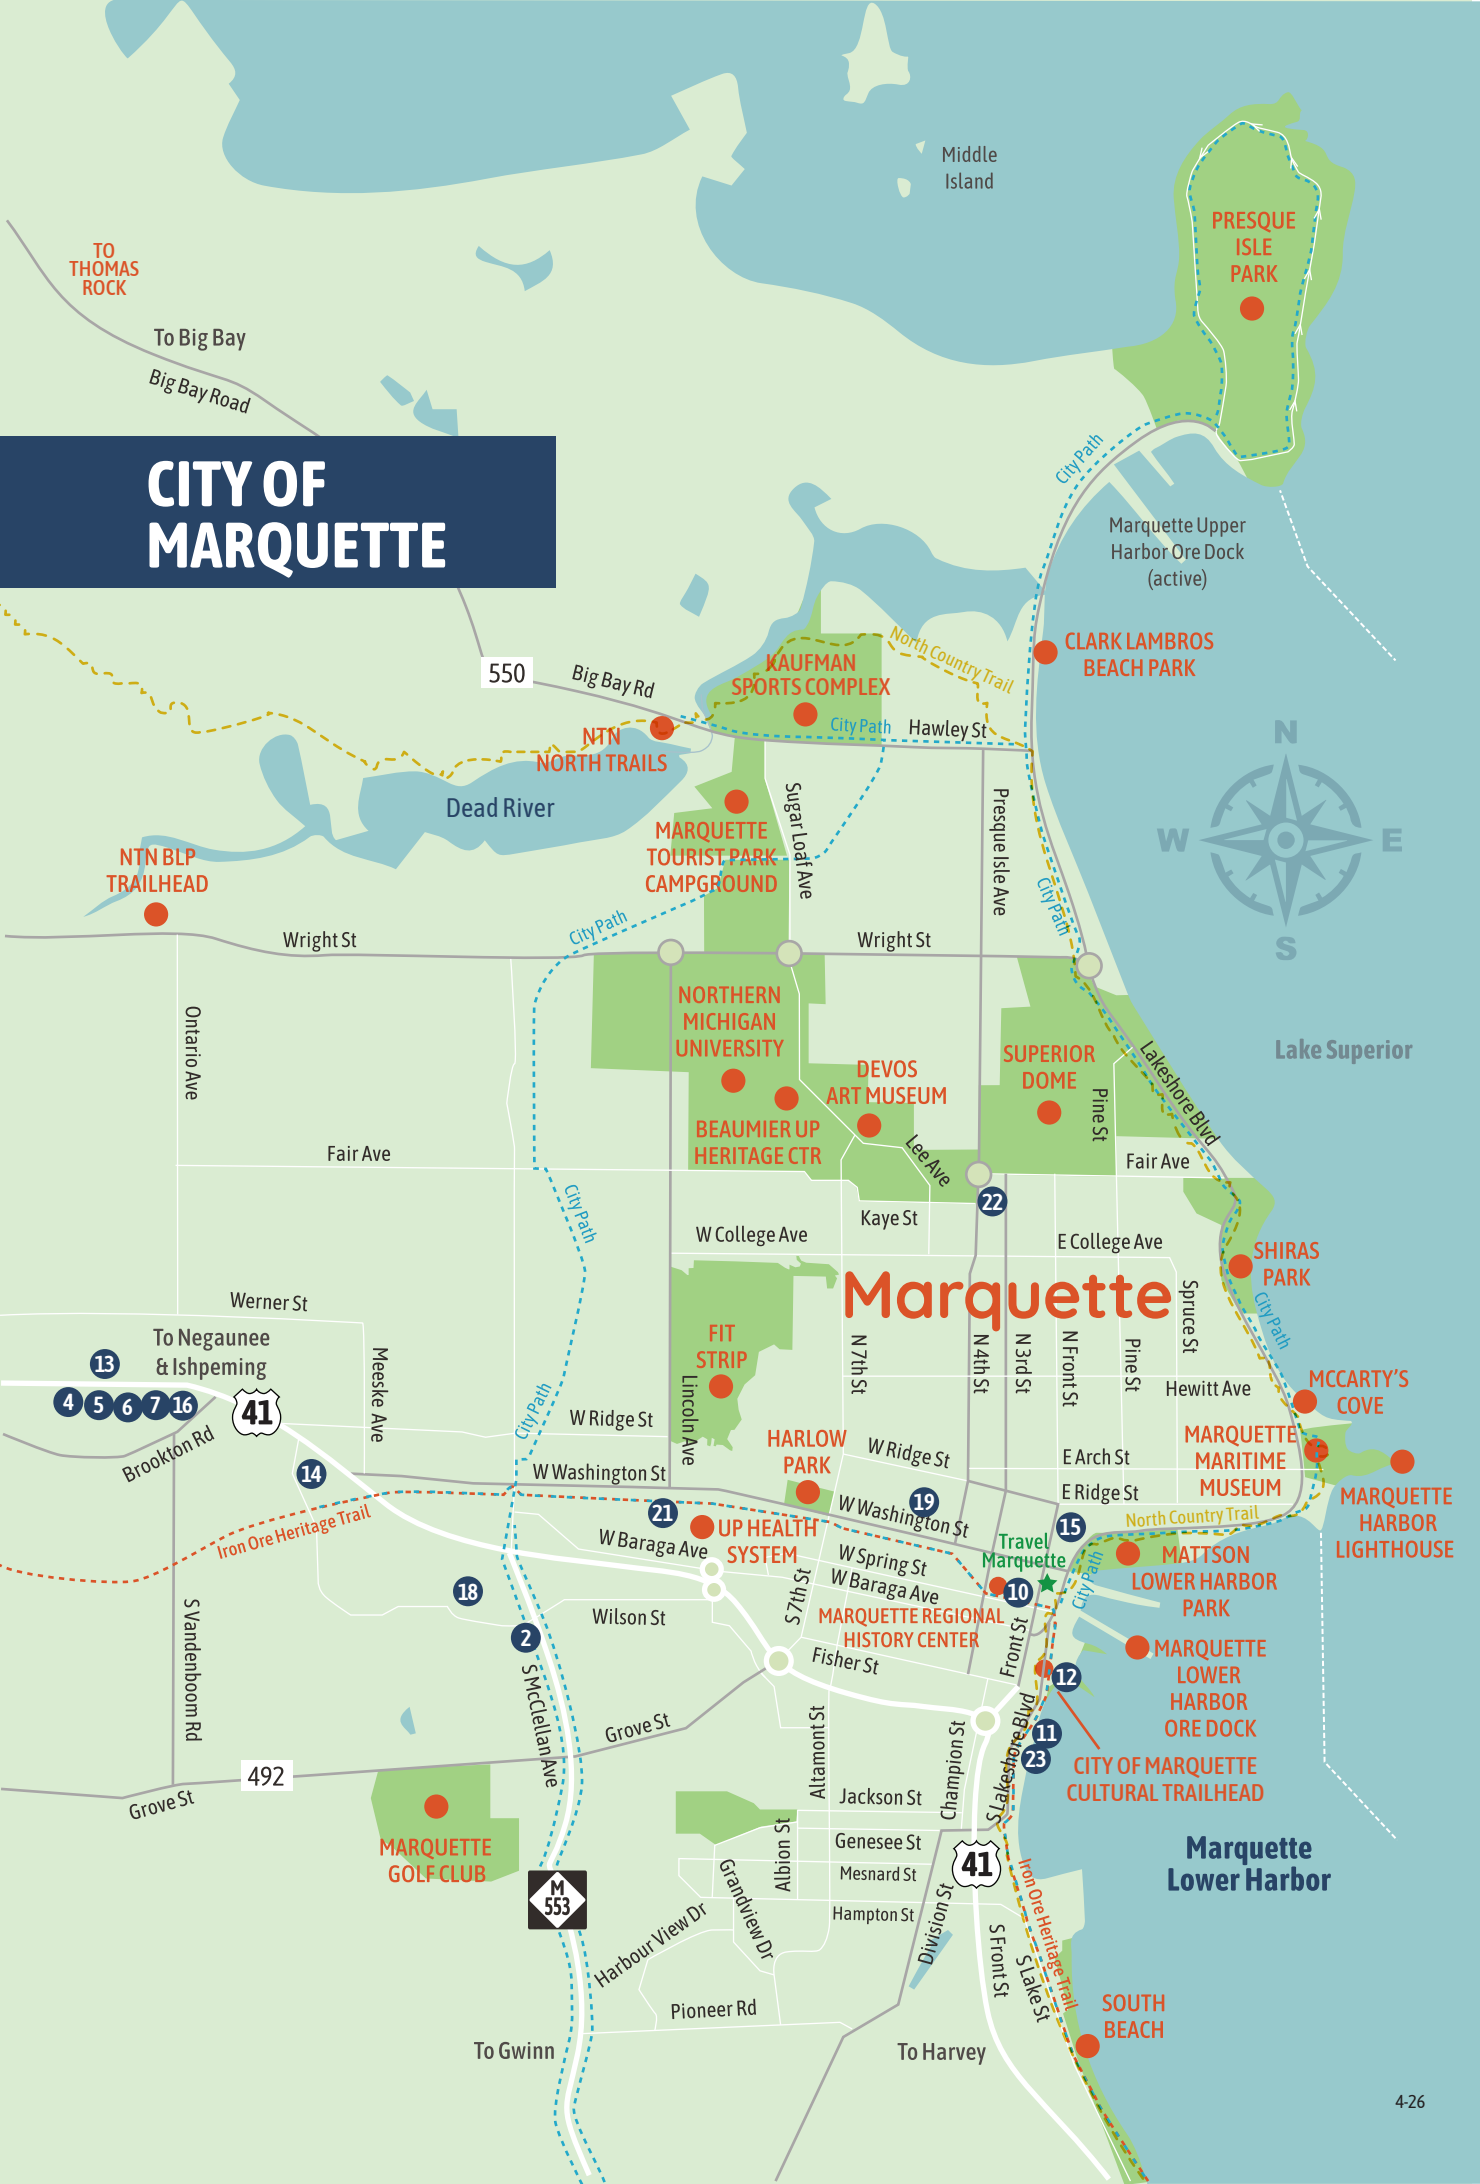 Middle
Island
PRESQUE
ISLE
PARK
TO
THOMAS
ROCK
To Big Bay
Big Bay Road
CITY OF
MARQUETTE
City Path
Marquette Upper
Harbor Ore Dock
(active)
CLARK LAMBROS
BEACH PARK
North Country Trail
KAUFMAN
SPORTS COMPLEX
550
Big Bay Rd
City Path
Hawley St
NTN
NORTH TRAILS
Dead River
N
W
E
S
Sugar Loaf Ave
Presque Isle Ave
MARQUETTE
TOURIST PARK
CAMPGROUND
NTN BLP
TRAILHEAD
City Path
City Path
Wright St
Wright St
Ontario Ave
NORTHERN
MICHIGAN
UNIVERSITY
BEAUMIER UP
HERITAGE CTR
DEVOS
ART MUSEUM
SUPERIOR
DOME
Pine St
Lakeshore Blvd
Lake Superior
Lee Ave
Fair Ave
Fair Ave
22
City Path
Kaye St
W College Ave
E College Ave
SHIRAS
PARK
City Path
Marquette
Spruce St
Werner St
To Negaunee
& Ishpeming
13
4
5
6
7
16
41
Brookton Rd
Meeske Ave
FIT
STRIP
Lincoln Ave
N 7th St
N 4th St
N 3rd St
N Front St
Pine St
Hewitt Ave
MCCARTY'S
COVE
City Path
W Ridge St
HARLOW
PARK
W Ridge St
E Arch St
MARQUETTE
MARITIME
MUSEUM
14
W Washington St
19
W Washington St
E Ridge St
MARQUETTE
HARBOR
LIGHTHOUSE
Iron Ore Heritage Trail
21
UP HEALTH
SYSTEM
15
North Country Trail
W Baraga Ave
W Spring St
W Baraga Ave
Travel
Marquette
City Path
MATTSON
LOWER HARBOR
PARK
18
10
S 7th St
MARQUETTE REGIONAL
HISTORY CENTER
Wilson St
S Vandenboom Rd
2
Fisher St
Front St
MARQUETTE
LOWER
HARBOR
ORE DOCK
12
S McClellan Ave
Grove St
Altamont St
Champion St
S Lakeshore Blvd
11
23
CITY OF MARQUETTE
CULTURAL TRAILHEAD
492
Grove St
Jackson St
MARQUETTE
GOLF CLUB
Albion St
Genesee St
41
Marquette
Lower Harbor
Mesnard St
M
553
Grandview Dr
Hampton St
Division St
Iron Ore Heritage Trail
Harbour View Dr
S Front St
S Lake St
Pioneer Rd
SOUTH
BEACH
To Gwinn
To Harvey
4-26